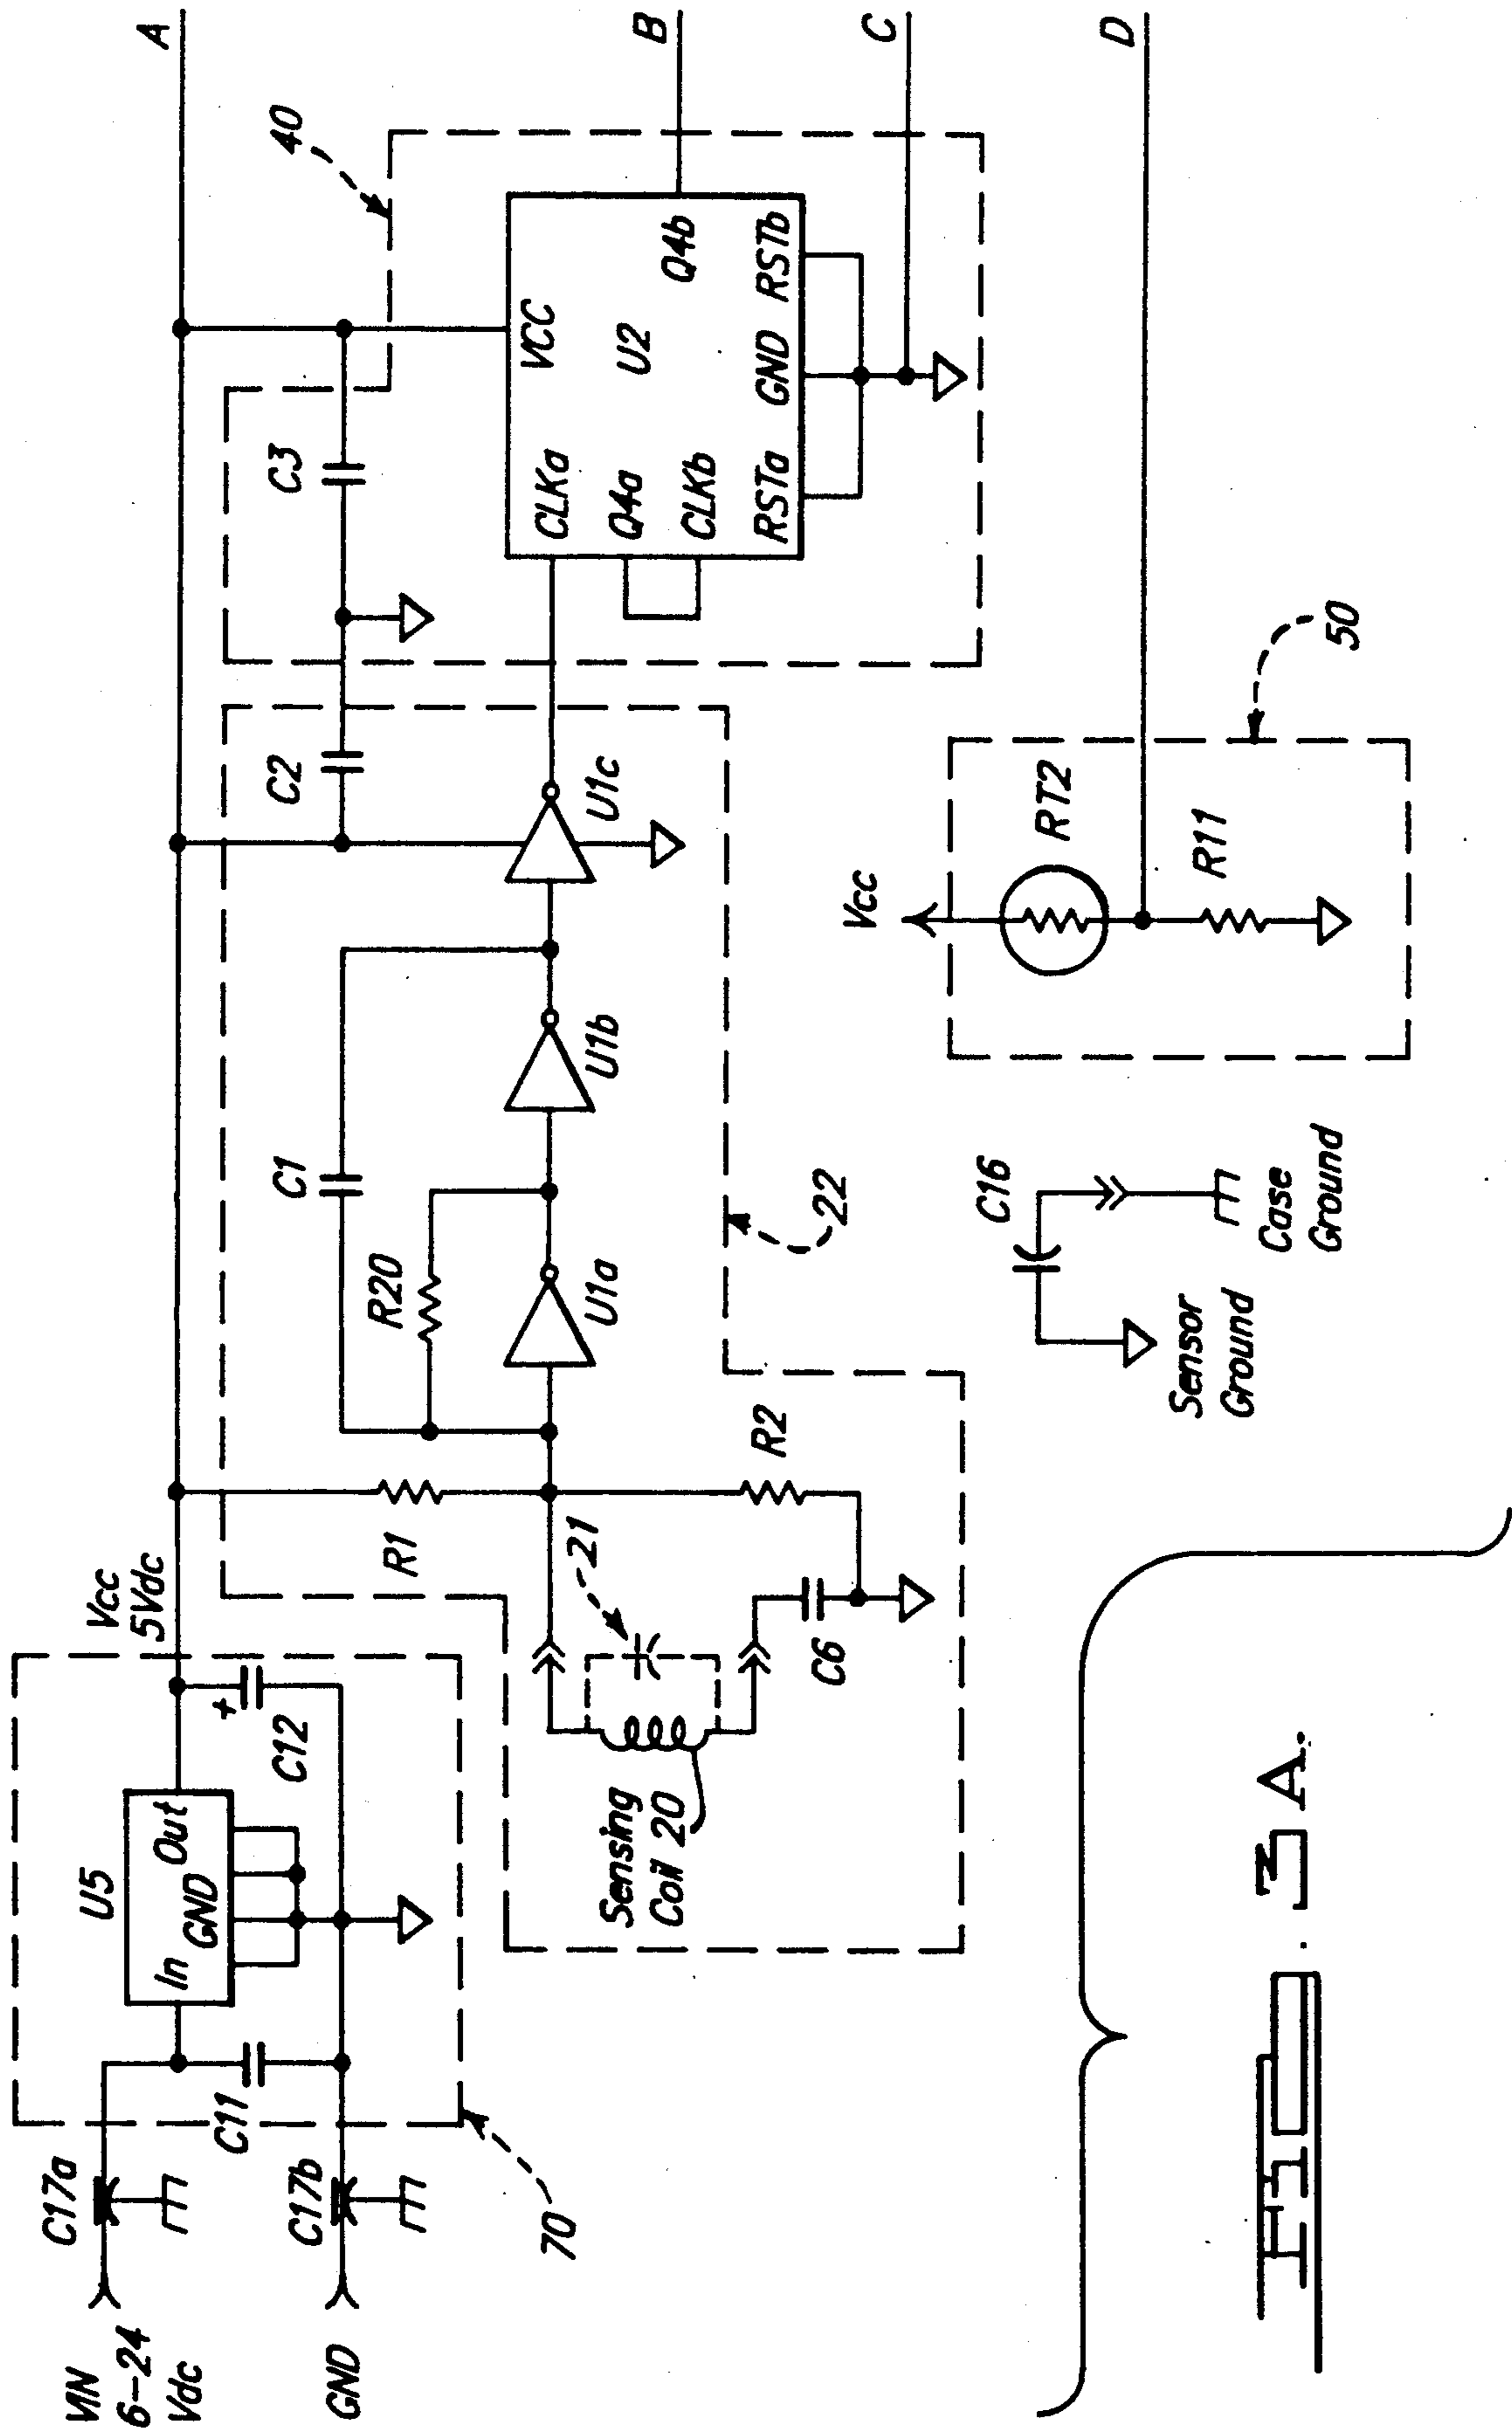 VIN
6-24
Vdc
GND
C17a
C17b
70
C11
U5
In
Out
GND
+
C12
Vcc
5Vdc
Sensing
Coil 20
21
C6
R1
R2
R20
C1
U1a
U1b
U1c
22
C2
C3
40
VCC
CLKa
U2
Q4a
Q4b
CLKb
RSTa
GND
RSTb
A
B
C
D
Vcc
RT2
R11
50
C16
Sensor
Ground
Case
Ground
Fig. 3A.